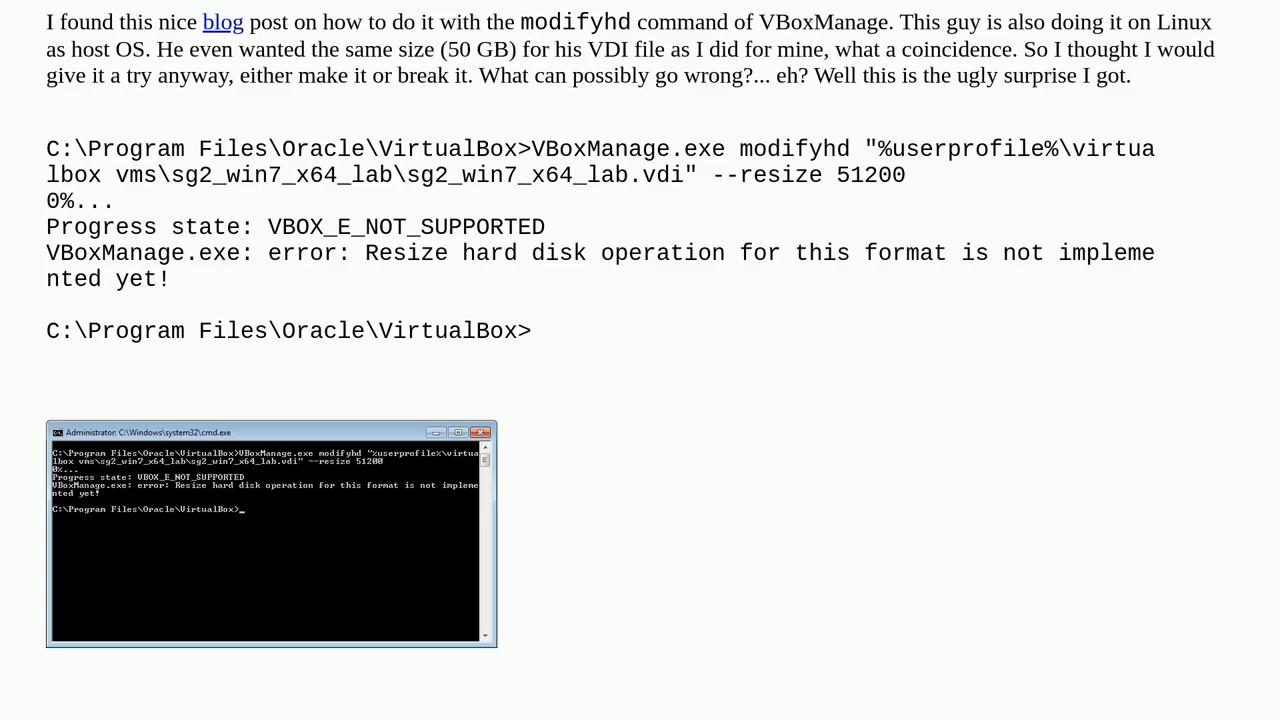 I found this nice blog post on how to do it with the modifyhd command of VBoxManage. This guy is also doing it on Linux
as host OS. He even wanted the same size (50 GB) for his VDI file as I did for mine, what a coincidence. So I thought I would
give it a try anyway, either make it or break it. What can possibly go wrong?... eh? Well this is the ugly surprise I got.
C:\Program Files\Oracle\VirtualBox>VBoxManage.exe modifyhd "%userprofile%\virtua
lbox vms\sg2_win7_x64_lab\sg2_win7_x64_lab.vdi" --resize 51200
0%...
Progress state: VBOX_E_NOT_SUPPORTED
VBoxManage.exe: error: Resize hard disk operation for this format is not impleme
nted yet!
C:\Program Files\Oracle\VirtualBox>
Administrator: C:\Windows\system32\cmd.exe
C:\Program Files\Oracle\VirtualBox>VBoxManage.exe modifyhd "%userprofile%\virtua
lbox vms\sg2_win7_x64_lab\sg2_win7_x64_lab.vdi" --resize 51200
0%...
Progress state: VBOX_E_NOT_SUPPORTED
VBoxManage.exe: error: Resize hard disk operation for this format is not impleme
nted yet!
C:\Program Files\Oracle\VirtualBox>_